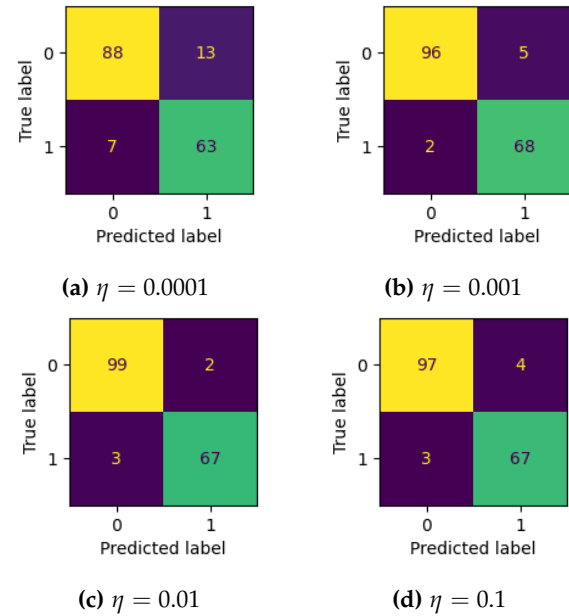 True label
0
88
13
1
7
63
0
1
Predicted label
(a) η = 0.0001
True label
0
96
5
1
2
68
0
1
Predicted label
(b) η = 0.001
True label
0
99
2
1
3
67
0
1
Predicted label
(c) η = 0.01
True label
0
97
4
1
3
67
0
1
Predicted label
(d) η = 0.1